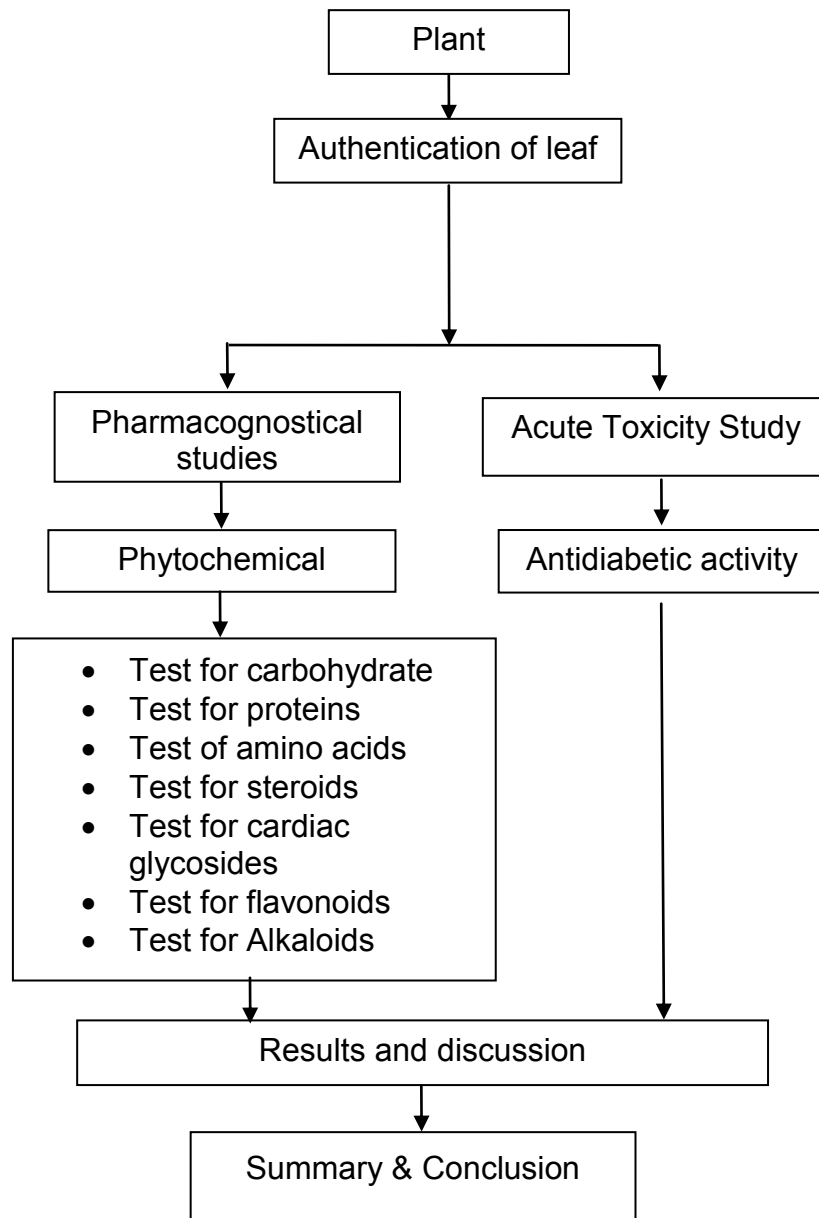 Plant
Authentication of leaf
Pharmacognostical
studies
Acute Toxicity Study
Phytochemical
Antidiabetic activity
• Test for carbohydrate
• Test for proteins
• Test of amino acids
• Test for steroids
• Test for cardiac
glycosides
• Test for flavonoids
• Test for Alkaloids
Results and discussion
Summary & Conclusion